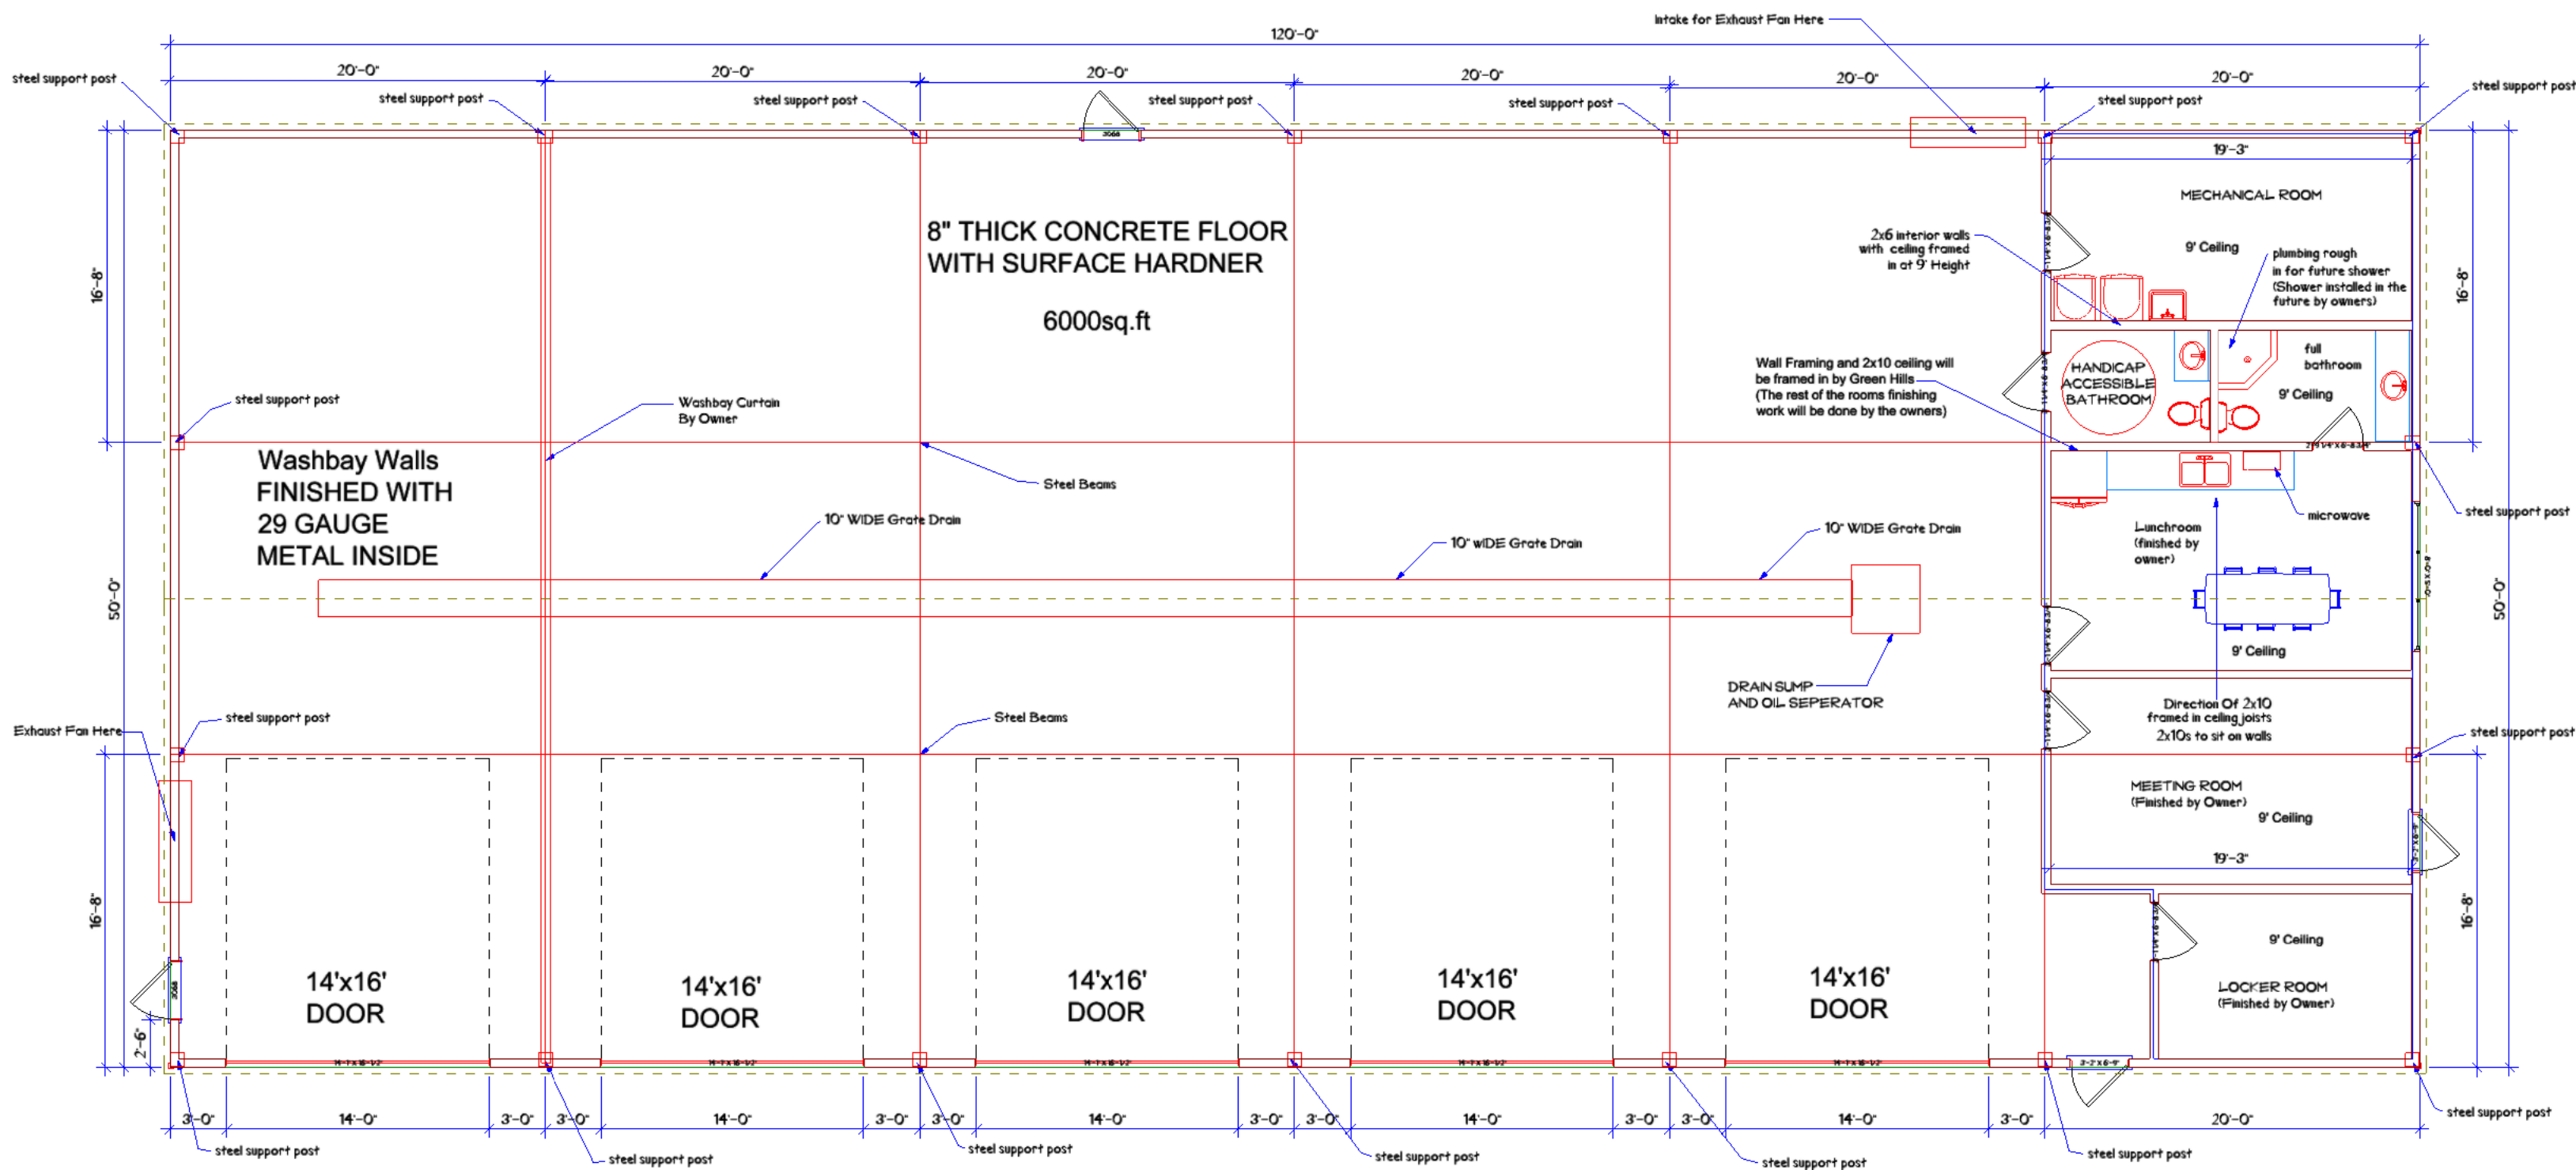 Intake for Exhaust Fan Here
120'-0"
20'-0"
20'-0"
20'-0"
20'-0"
20'-0"
20'-0"
steel support post
steel support post
steel support post
steel support post
steel support post
steel support post
steel support post
3068
19'-3"
MECHANICAL ROOM
9' Ceiling
8" THICK CONCRETE FLOOR
WITH SURFACE HARDNER
6000sq.ft
2x6 interior walls
with ceiling framed
in at 9' Height
plumbing rough
in for future shower
(Shower installed in the
future by owners)
16'-8"
16'-8"
Wall Framing and 2x10 ceiling will
be framed in by Green Hills
(The rest of the rooms finishing
work will be done by the owners)
HANDICAP
ACCESSIBLE
BATHROOM
full
bathroom
9' Ceiling
steel support post
Washbay Curtain
By Owner
Washbay Walls
FINISHED WITH
29 GAUGE
METAL INSIDE
Steel Beams
10" WIDE Grate Drain
10" wIDE Grate Drain
10" WIDE Grate Drain
Lunchroom
(finished by
owner)
microwave
steel support post
50'-0"
50'-0"
9' Ceiling
DRAIN SUMP
AND OIL SEPERATOR
Direction Of 2x10
framed in ceiling joists
2x10s to sit on walls
steel support post
Steel Beams
Exhaust Fan Here
steel support post
MEETING ROOM
(Finished by Owner)
9' Ceiling
19'-3"
16'-8"
16'-8"
9' Ceiling
LOCKER ROOM
(Finished by Owner)
3068
2'-6"
14'x16'
DOOR
14'x16'
DOOR
14'x16'
DOOR
14'x16'
DOOR
14'x16'
DOOR
3'-0"
14'-0"
3'-0"
3'-0"
14'-0"
3'-0"
3'-0"
14'-0"
3'-0"
3'-0"
14'-0"
3'-0"
3'-0"
14'-0"
3'-0"
20'-0"
steel support post
steel support post
steel support post
steel support post
steel support post
steel support post
steel support post